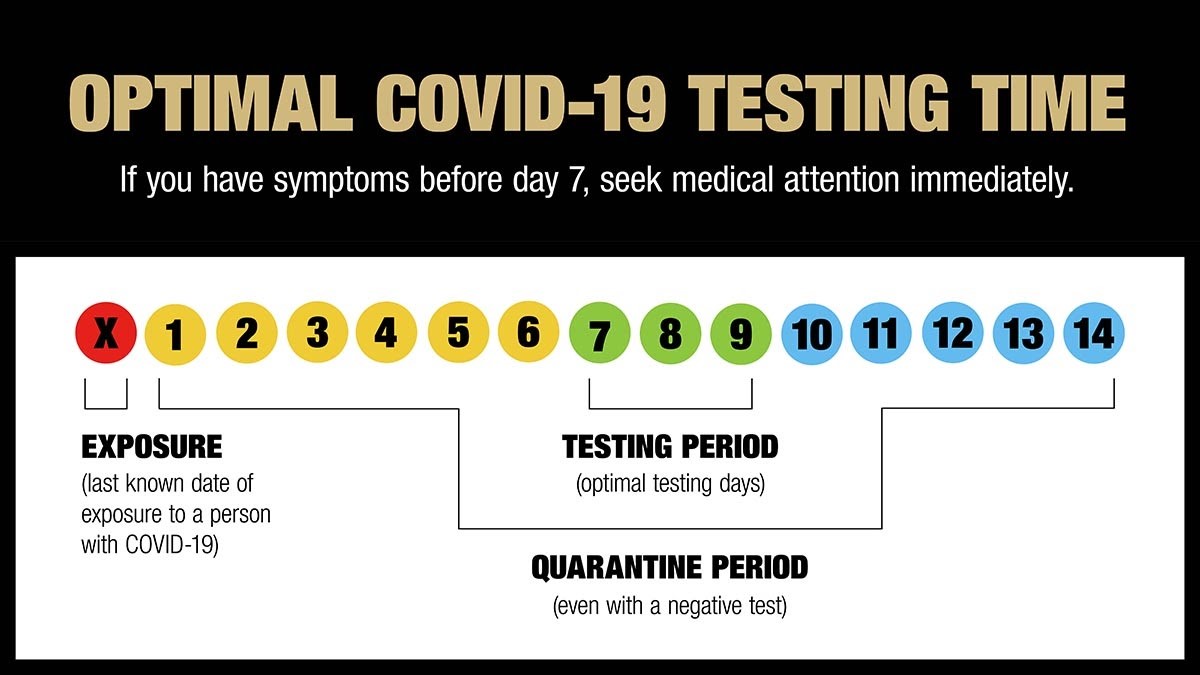 OPTIMAL COVID-19 TESTING TIME
If you have symptoms before day 7, seek medical attention immediately.
X 1 2 3 4 5 6 7 8 9 10 11 12 13 14
EXPOSURE
(last known date of
exposure to a person
with COVID-19)
TESTING PERIOD
(optimal testing days)
QUARANTINE PERIOD
(even with a negative test)